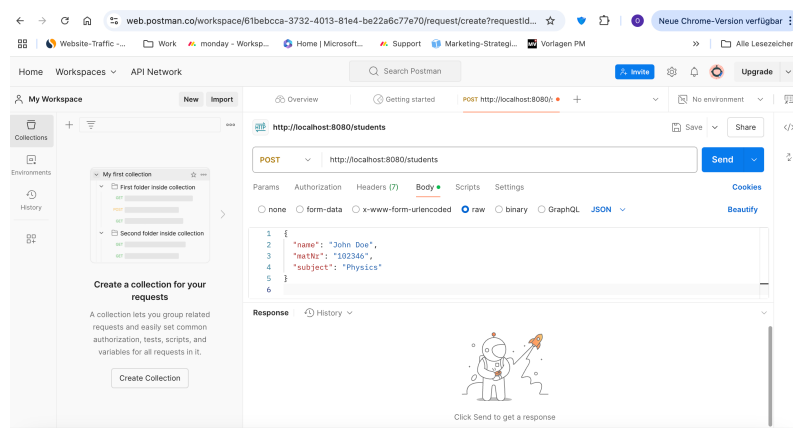 web.postman.co/workspace/61bebcca-3732-4013-81e4-be22a6c77e70/request/create?requestId... O Neue Chrome-Version verfügbar
Website-Traffic -... Work monday - Worksp... Home | Microsoft... Support Marketing-Strategi... MV Vorlagen PM » Alle Lesezeichen
Home Workspaces API Network Search Postman Invite Upgrade
My Workspace New Import Overview Getting started POST http://localhost:8080/: No environment
Collections
http://localhost:8080/students Save Share
POST http://localhost:8080/students Send
Environments
Params Authorization Headers (7) Body Scripts Settings Cookies
History
none form-data x-www-form-urlencoded raw binary GraphQL JSON Beautify
My first collection
First folder inside collection
GET
POST
GET
Second folder inside collection
GET
GET
1 {
2 "name": "John Doe",
3 "matNr": "102346",
4 "subject": "Physics"
5 }
6
Create a collection for your
requests
A collection lets you group related
requests and easily set common
authorization, tests, scripts, and
variables for all requests in it.
Create Collection
Response History
Click Send to get a response